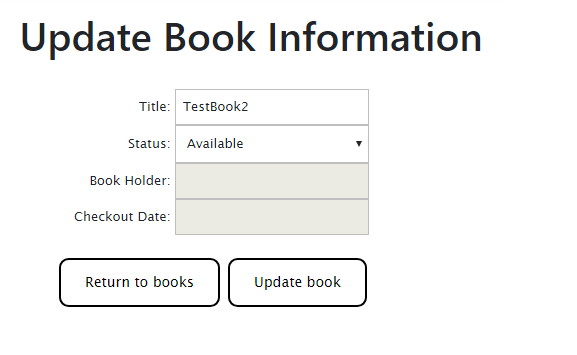 Update Book Information
Title: TestBook2
Status: Available
Book Holder:
Checkout Date:
Return to books Update book